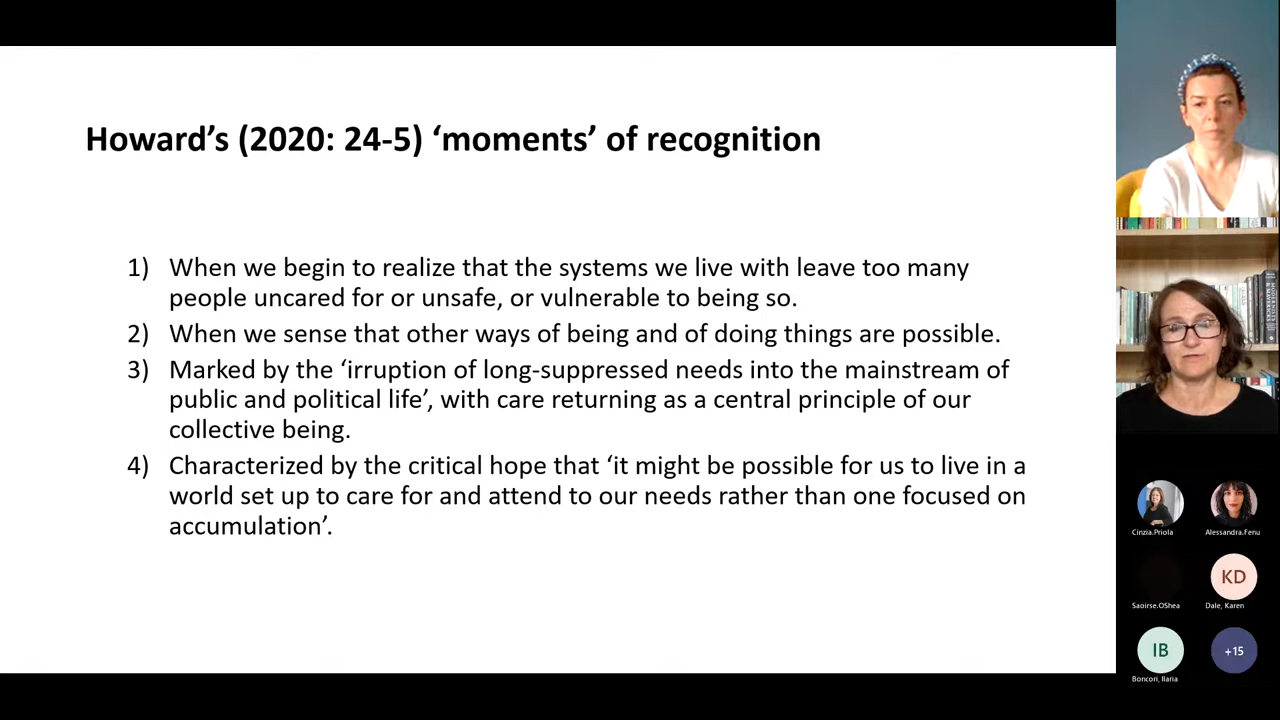 Howard’s (2020: 24-5) ‘moments’ of recognition
1) When we begin to realize that the systems we live with leave too many
people uncared for or unsafe, or vulnerable to being so.
2) When we sense that other ways of being and of doing things are possible.
3) Marked by the ‘irruption of long-suppressed needs into the mainstream of
public and political life’, with care returning as a central principle of our
collective being.
4) Characterized by the critical hope that ‘it might be possible for us to live in a
world set up to care for and attend to our needs rather than one focused on
accumulation’.
Cinzia.Priola
Alessandra.Fenu
KD
Saoirse.OShea
Dale, Karen
IB
+15
Boncori, Ilaria